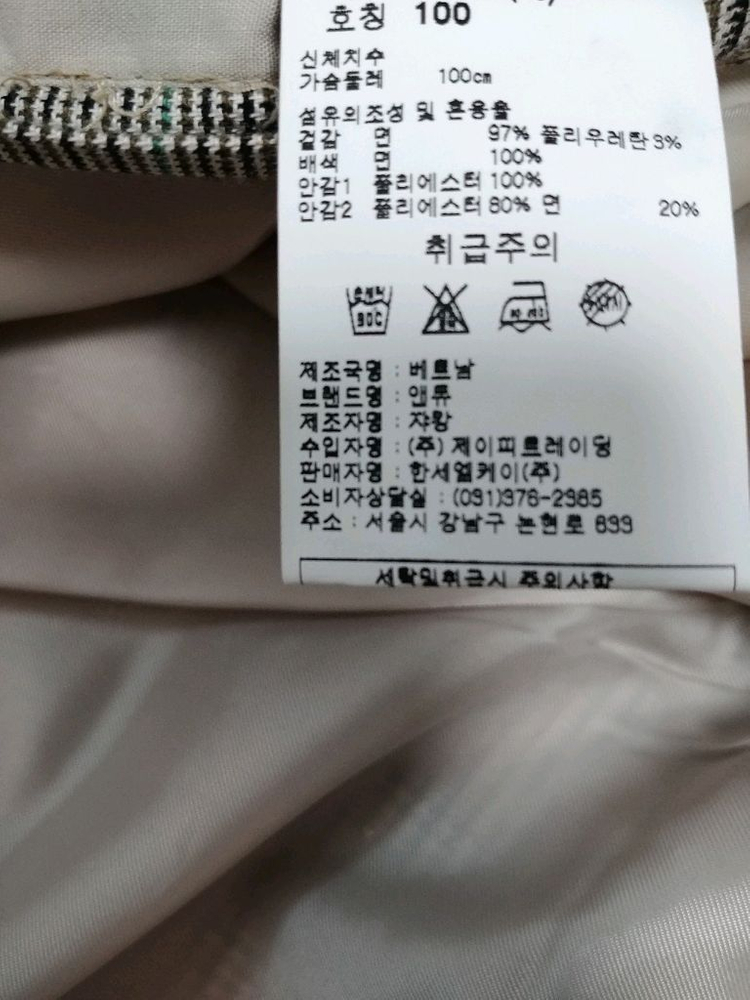 호칭 100
신체치수
가슴둘레 100cm
섬유의조성 및 혼용율
겉감 면 97% 폴리우레탄 3%
배색 면 100%
안감1 폴리에스터 100%
안감2 폴리에스터 80% 면 20%
취급주의
제조국명 : 베트남
브랜드명 : 앤듀
제조자명 : 쟈랑
수입자명 : (주) 제이피트레이딩
판매자명 : 한세엠케이(주)
소비자상담실 : (031)376-2985
주소 : 서울시 강남구 논현로 633
세탁및취급시 주의사항